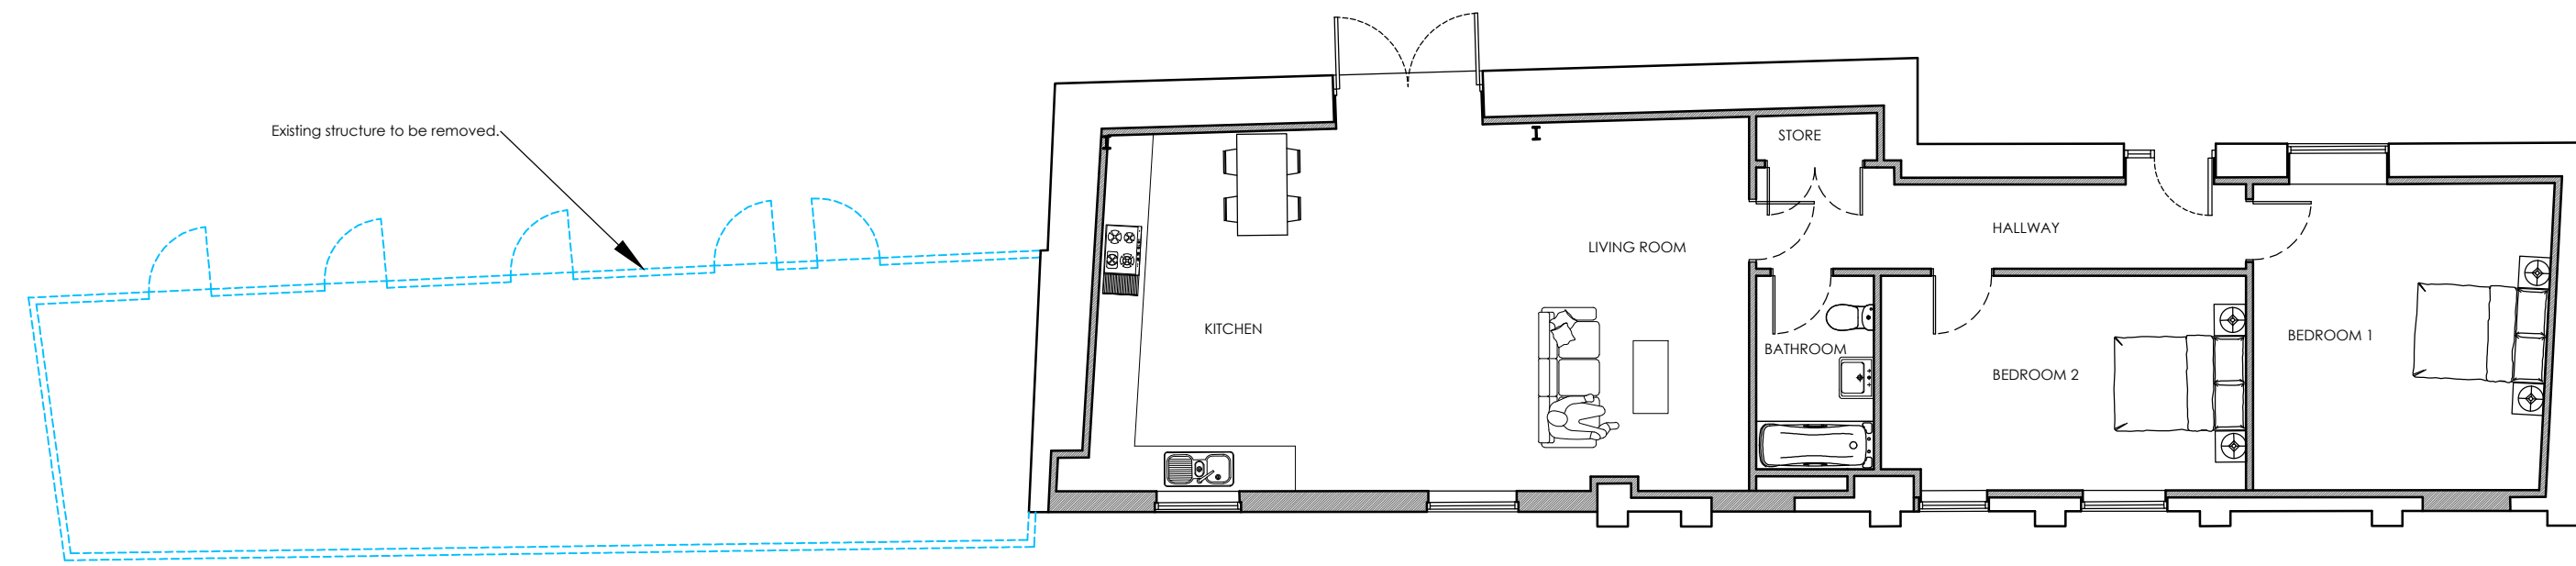 Existing structure to be removed.
STORE
HALLWAY
LIVING ROOM
KITCHEN
BATHROOM
BEDROOM 1
BEDROOM 2